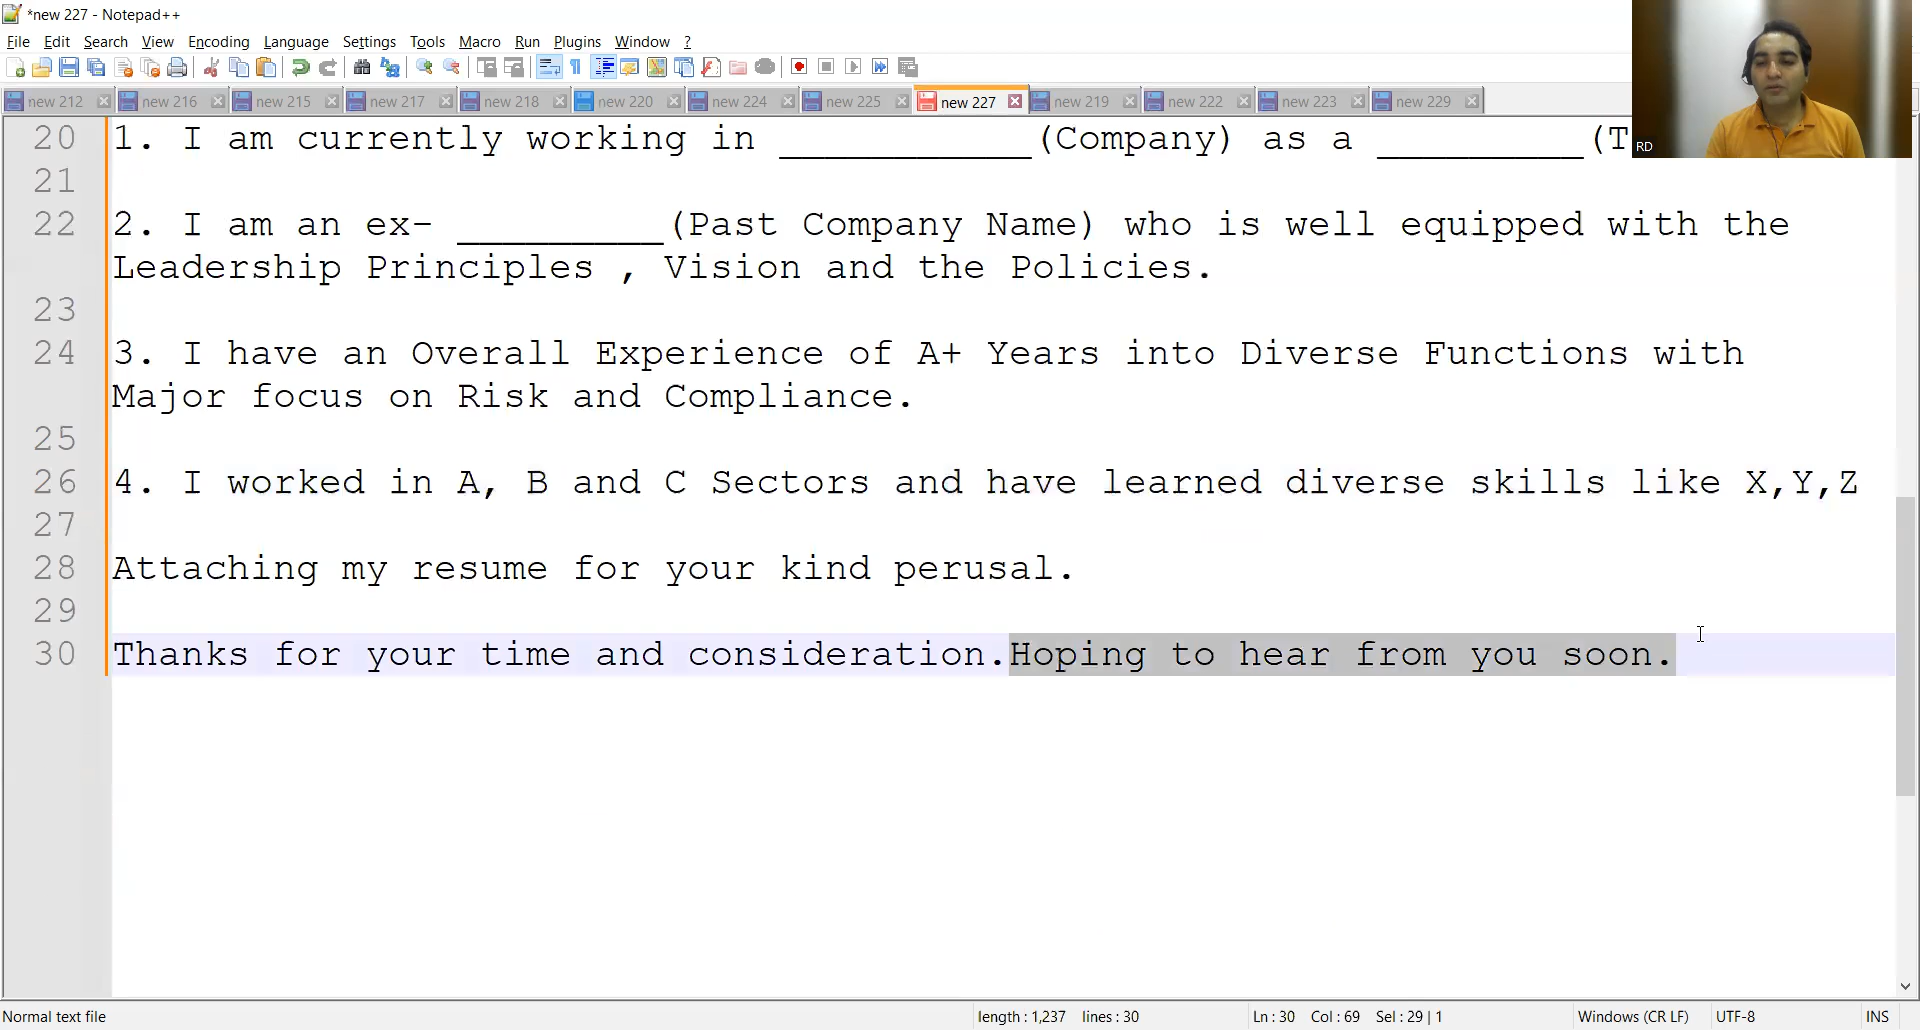 *new 227 - Notepad++
File Edit Search View Encoding Language Settings Tools Macro Run Plugins Window ?
new 212 new 216 new 215 new 217 new 218 new 220 new 224 new 225 new 227 new 219 new 222 new 223 new 229
RD
20 1. I am currently working in ___________(Company) as a _________(T
21
22 2. I am an ex- _________(Past Company Name) who is well equipped with the
Leadership Principles , Vision and the Policies.
23
24 3. I have an Overall Experience of A+ Years into Diverse Functions with
Major focus on Risk and Compliance.
25
26 4. I worked in A, B and C Sectors and have learned diverse skills like X,Y,Z
27
28 Attaching my resume for your kind perusal.
29
30 Thanks for your time and consideration.Hoping to hear from you soon.
Normal text file length : 1,237 lines : 30 Ln : 30 Col : 69 Sel : 29 | 1 Windows (CR LF) UTF-8 INS